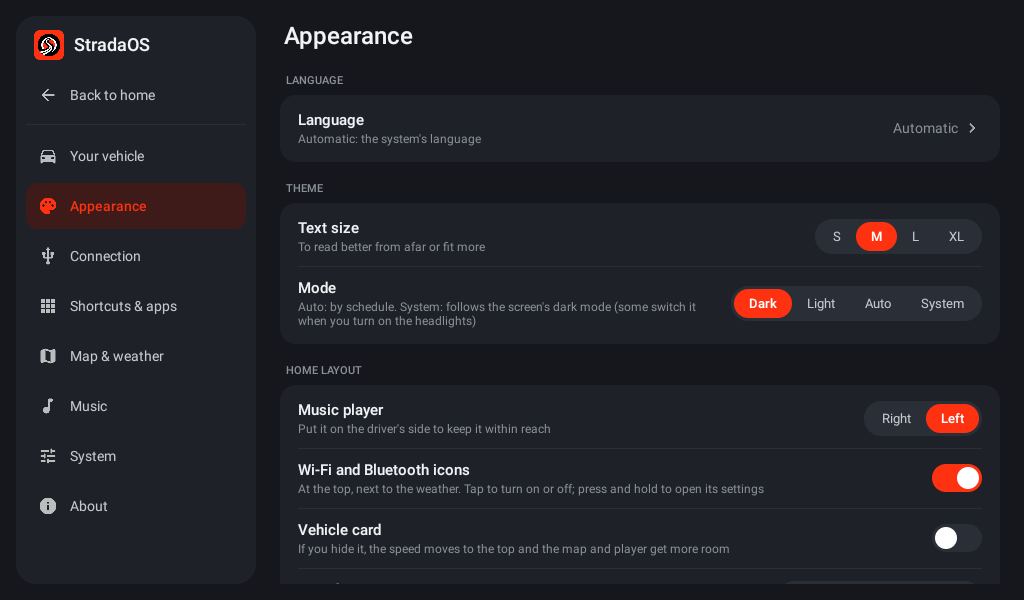 StradaOS
Back to home
Your vehicle
Appearance
Connection
Shortcuts & apps
Map & weather
Music
System
About
Appearance
LANGUAGE
Language
Automatic: the system's language
Automatic
THEME
Text size
To read better from afar or fit more
S M L XL
Mode
Auto: by schedule. System: follows the screen's dark mode (some switch it
when you turn on the headlights)
Dark Light Auto System
HOME LAYOUT
Music player
Put it on the driver's side to keep it within reach
Right Left
Wi-Fi and Bluetooth icons
At the top, next to the weather. Tap to turn on or off; press and hold to open its settings
Vehicle card
If you hide it, the speed moves to the top and the map and player get more room